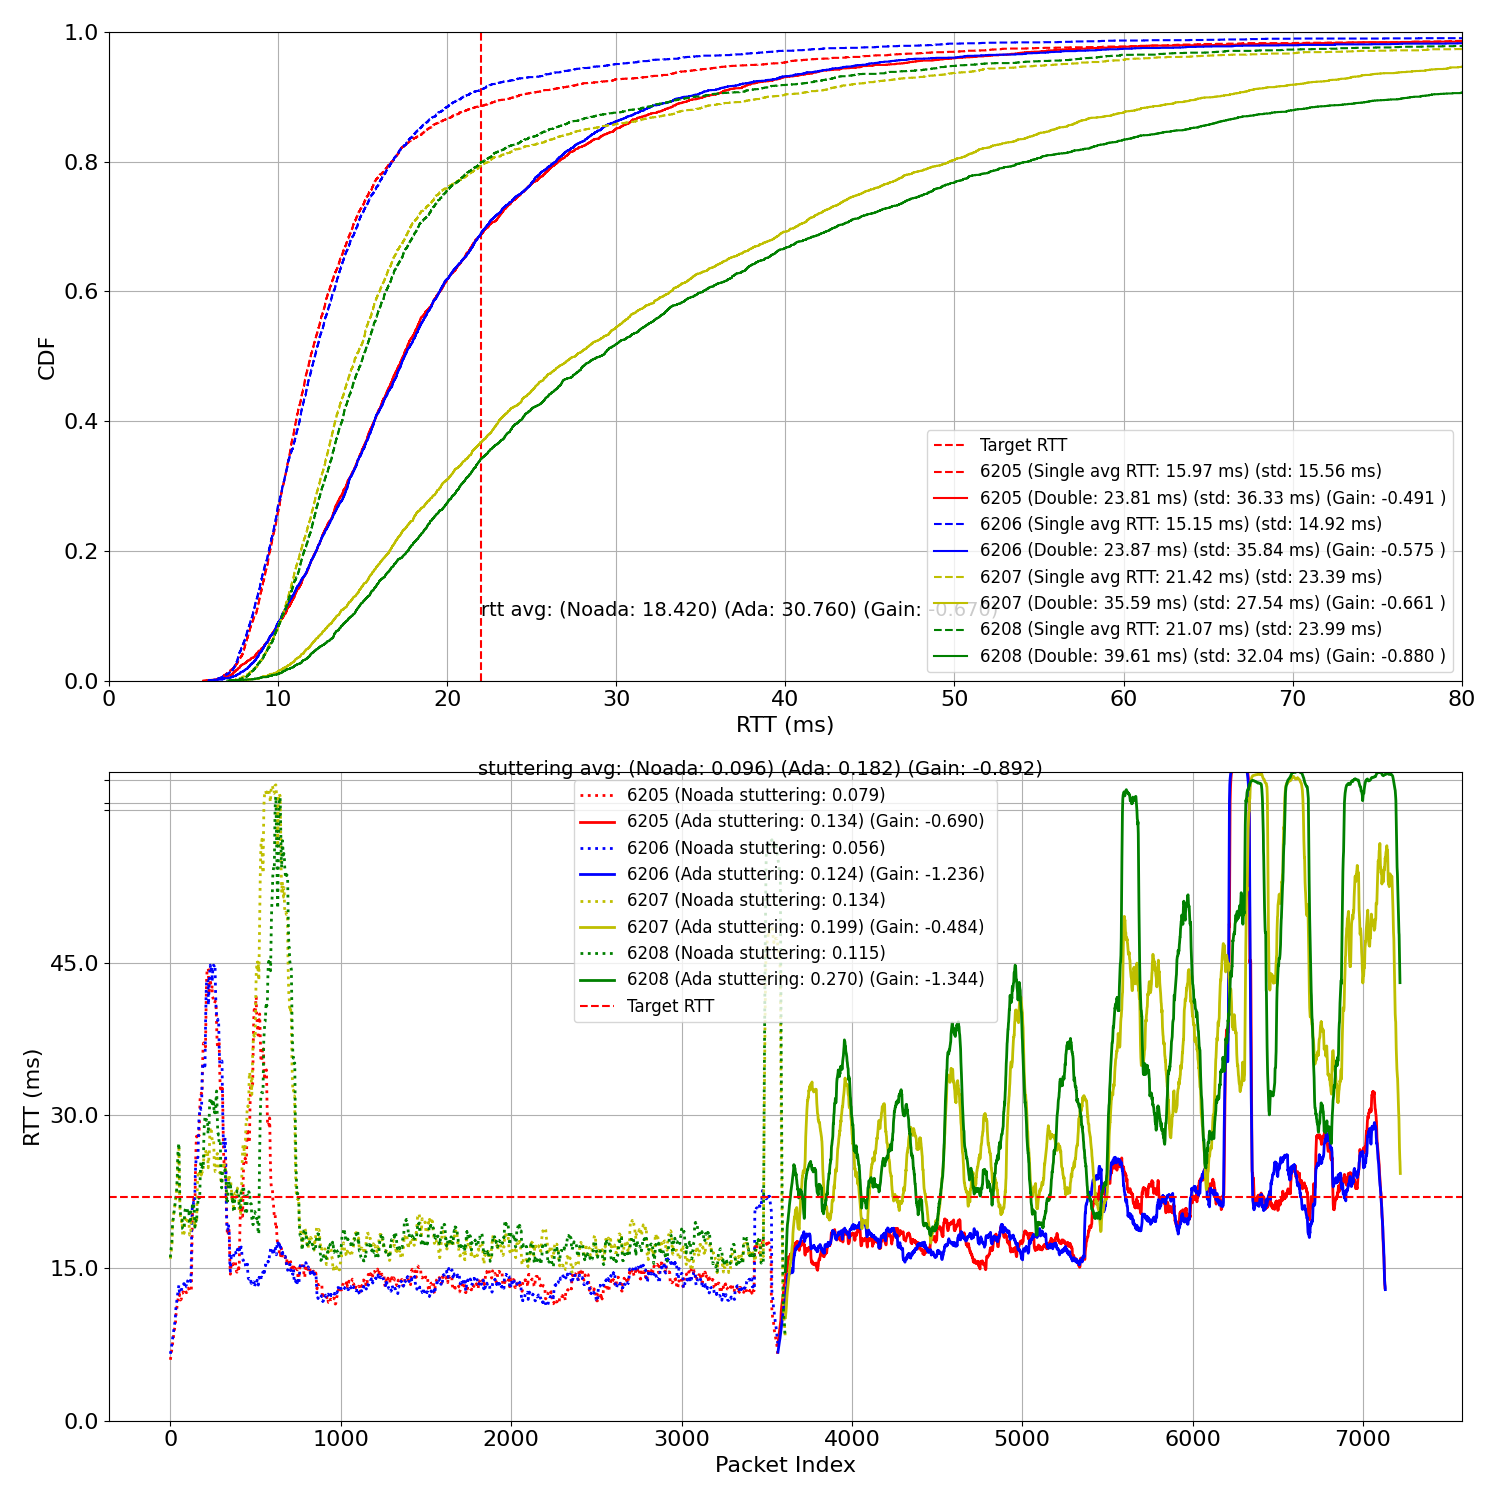 1.0
0.8
0.6
0.4
0.2
0.0
CDF
Target RTT
6205 (Single avg RTT: 15.97 ms) (std: 15.56 ms)
6205 (Double: 23.81 ms) (std: 36.33 ms) (Gain: -0.491 )
6206 (Single avg RTT: 15.15 ms) (std: 14.92 ms)
6206 (Double: 23.87 ms) (std: 35.84 ms) (Gain: -0.575 )
6207 (Single avg RTT: 21.42 ms) (std: 23.39 ms)
6207 (Double: 35.59 ms) (std: 27.54 ms) (Gain: -0.661 )
6208 (Single avg RTT: 21.07 ms) (std: 23.99 ms)
6208 (Double: 39.61 ms) (std: 32.04 ms) (Gain: -0.880 )
rtt avg: (Noada: 18.420) (Ada: 30.760) (Gain: -0.670)
0 10 20 30 40 50 60 70 80
RTT (ms)
stuttering avg: (Noada: 0.096) (Ada: 0.182) (Gain: -0.892)
6205 (Noada stuttering: 0.079)
6205 (Ada stuttering: 0.134) (Gain: -0.690)
6206 (Noada stuttering: 0.056)
6206 (Ada stuttering: 0.124) (Gain: -1.236)
6207 (Noada stuttering: 0.134)
6207 (Ada stuttering: 0.199) (Gain: -0.484)
6208 (Noada stuttering: 0.115)
6208 (Ada stuttering: 0.270) (Gain: -1.344)
Target RTT
45.0
30.0
15.0
0.0
RTT (ms)
0 1000 2000 3000 4000 5000 6000 7000
Packet Index